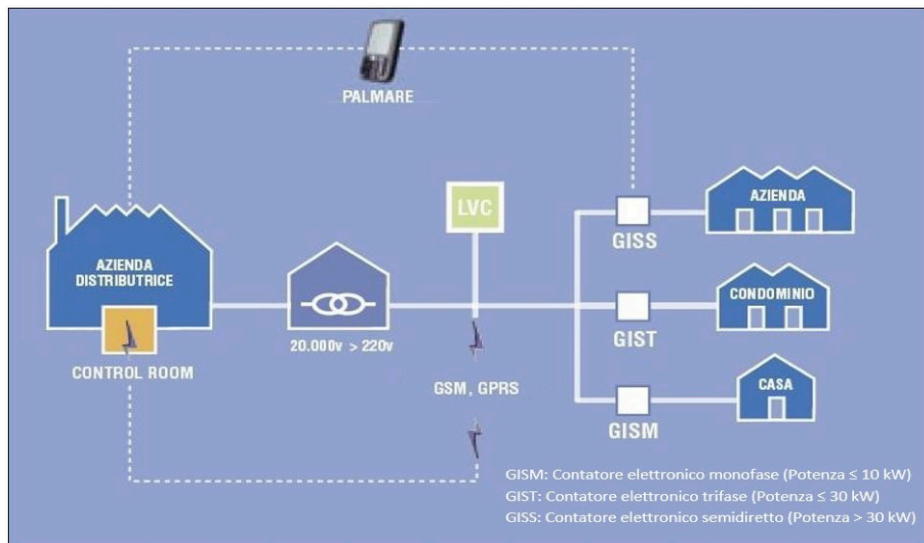 PALMARE
LVC
AZIENDA
GISS
AZIENDA
DISTRIBUTRICE
CONDOMINIO
GIST
20.000v > 220v
CONTROL ROOM
GSM, GPRS
CASA
GISM
GISM: Contatore elettronico monofase (Potenza ≤ 10 kW)
GIST: Contatore elettronico trifase (Potenza ≤ 30 kW)
GISS: Contatore elettronico semidiretto (Potenza > 30 kW)